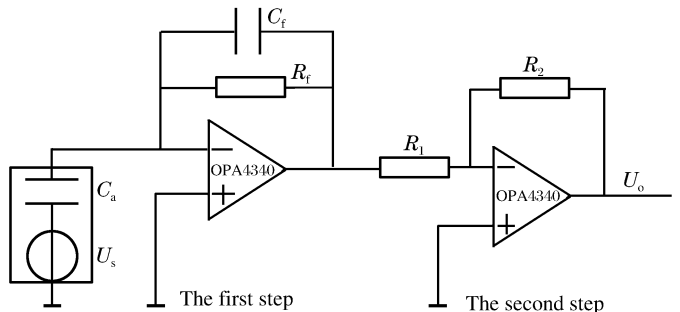 C_f
R_f
OPA4340
C_a
U_s
The first step
R_1
R_2
OPA4340
U_o
The second step